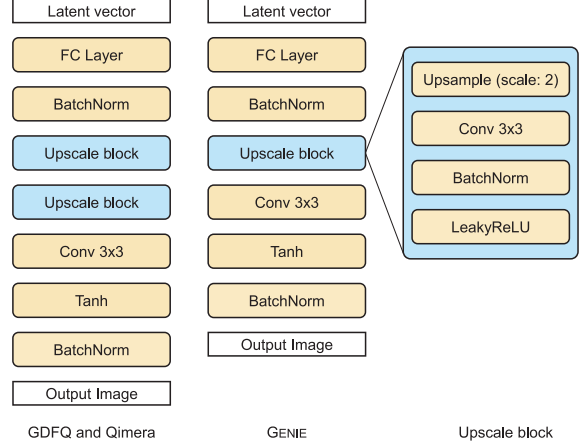 Latent vector
FC Layer
BatchNorm
Upscale block
Upscale block
Conv 3x3
Tanh
BatchNorm
Output Image
GDFQ and Qimera
Latent vector
FC Layer
BatchNorm
Upscale block
Conv 3x3
Tanh
BatchNorm
Output Image
GENIE
Upsample (scale: 2)
Conv 3x3
BatchNorm
LeakyReLU
Upscale block